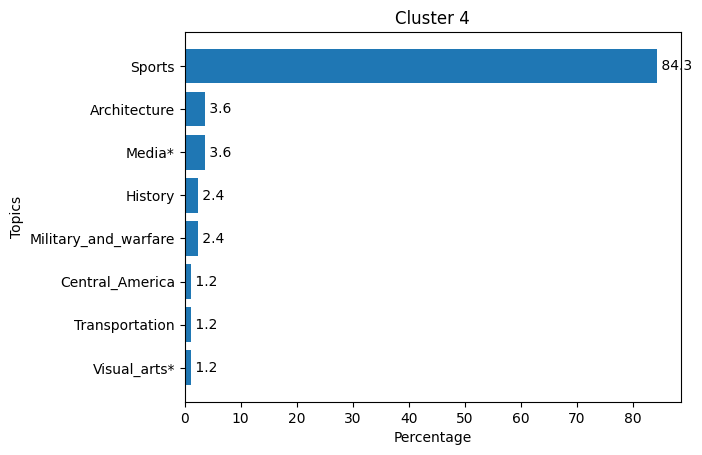 Cluster 4
Topics
Sports 84.3
Architecture 3.6
Media* 3.6
History 2.4
Military_and_warfare 2.4
Central_America 1.2
Transportation 1.2
Visual_arts* 1.2
0 10 20 30 40 50 60 70 80
Percentage